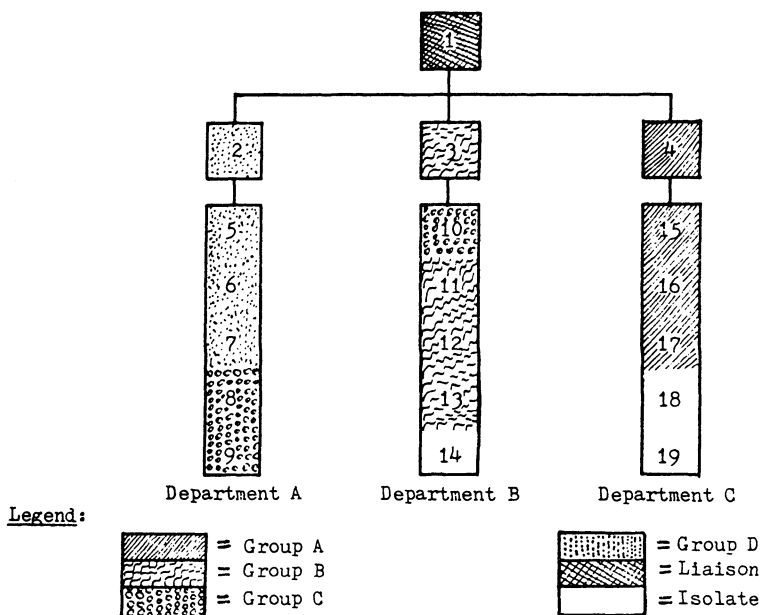 1
2 3 4
5 10 15
6 11 16
7 12 17
8 13 18
9 14 19
Department A Department B Department C
Legend:
= Group A
= Group B
= Group C
= Group D
= Liaison
= Isolate